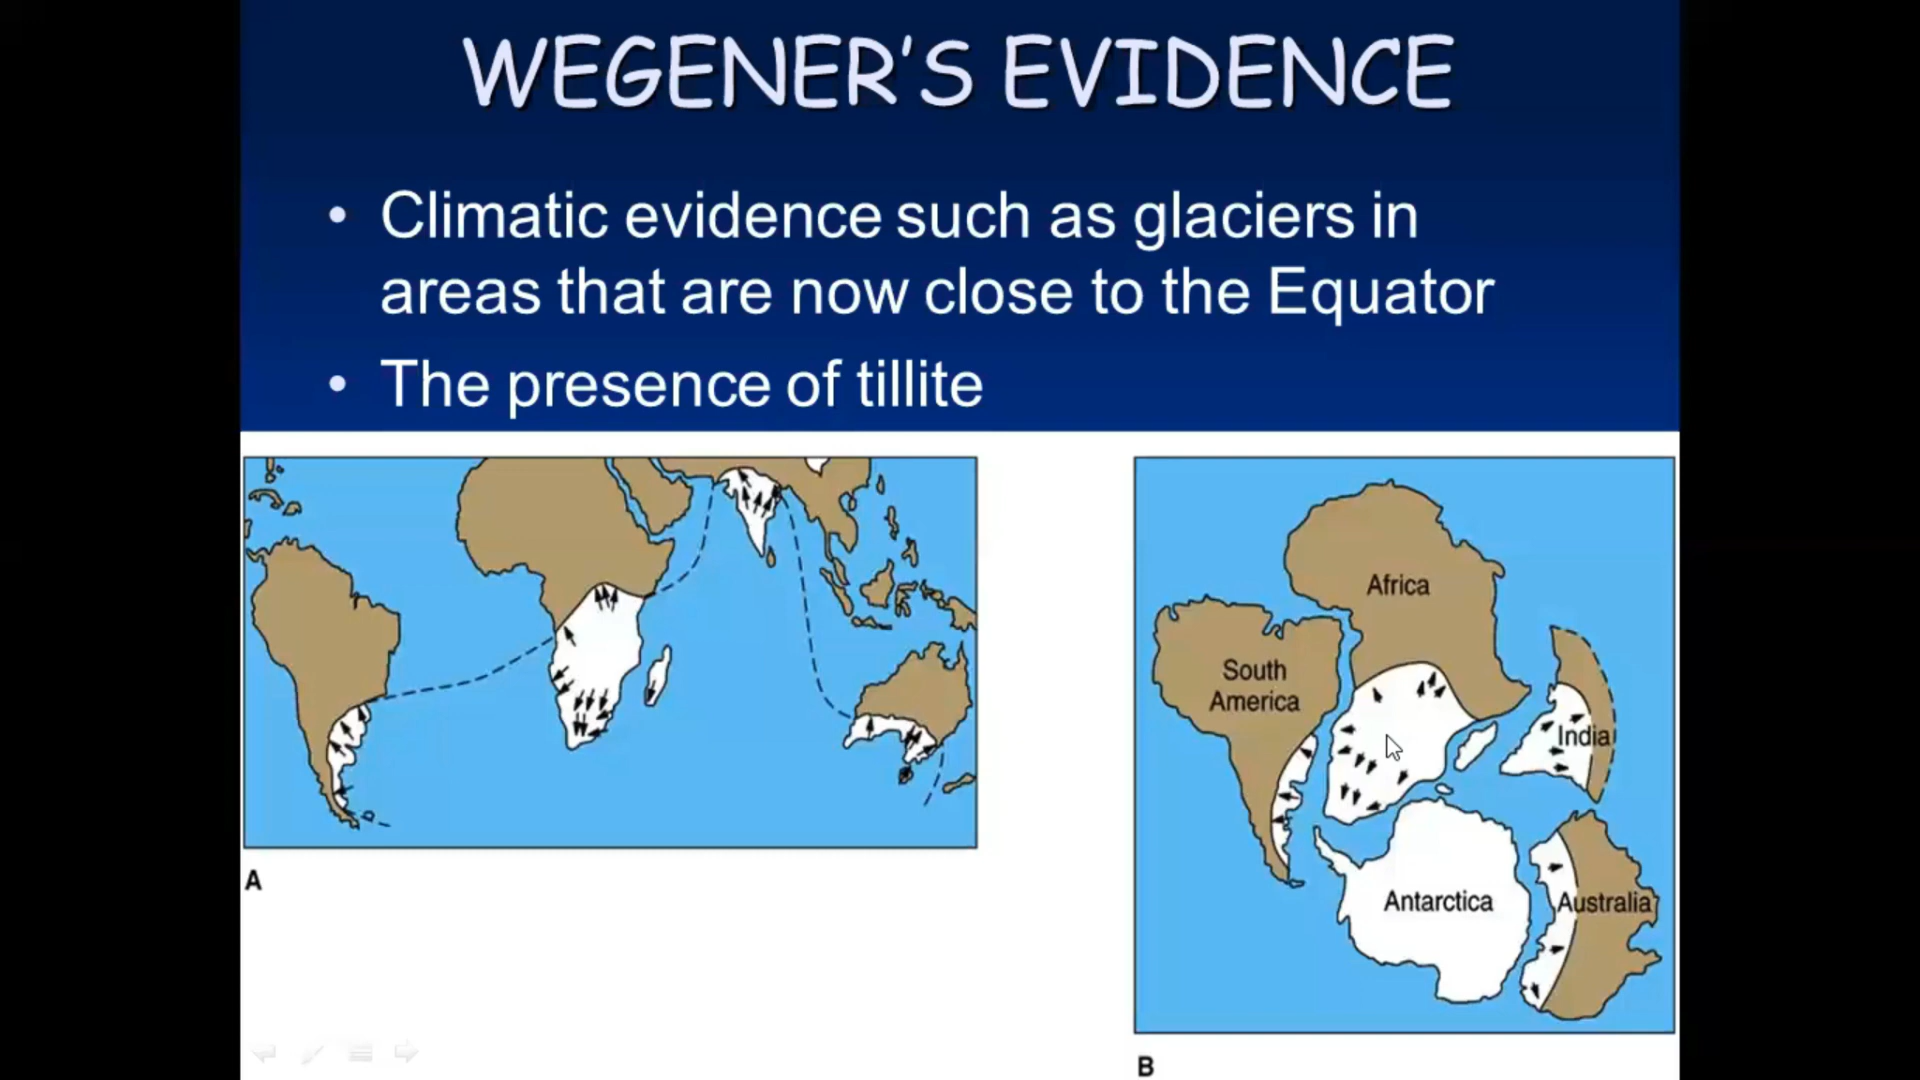 WEGENER'S EVIDENCE
• Climatic evidence such as glaciers in
areas that are now close to the Equator
• The presence of tillite
A
Africa
South
America
India
Antarctica
Australia
B